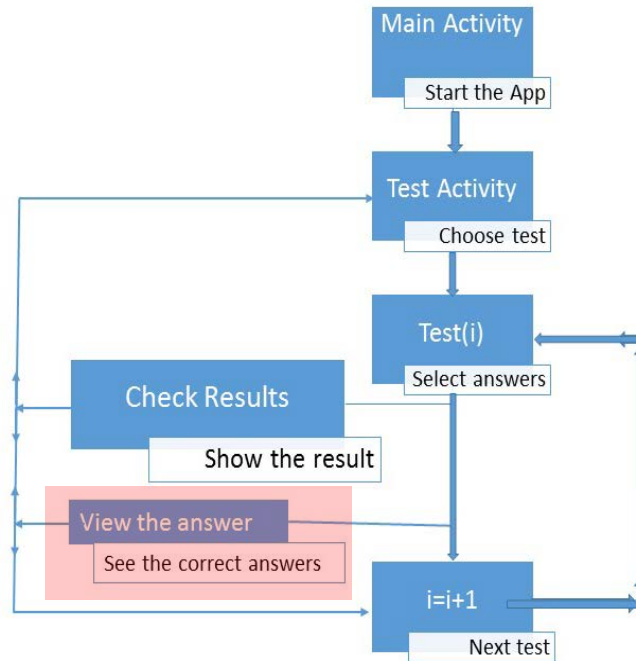 Main Activity
Start the App
Test Activity
Choose test
Test(i)
Select answers
Check Results
Show the result
View the answer
See the correct answers
i=i+1
Next test